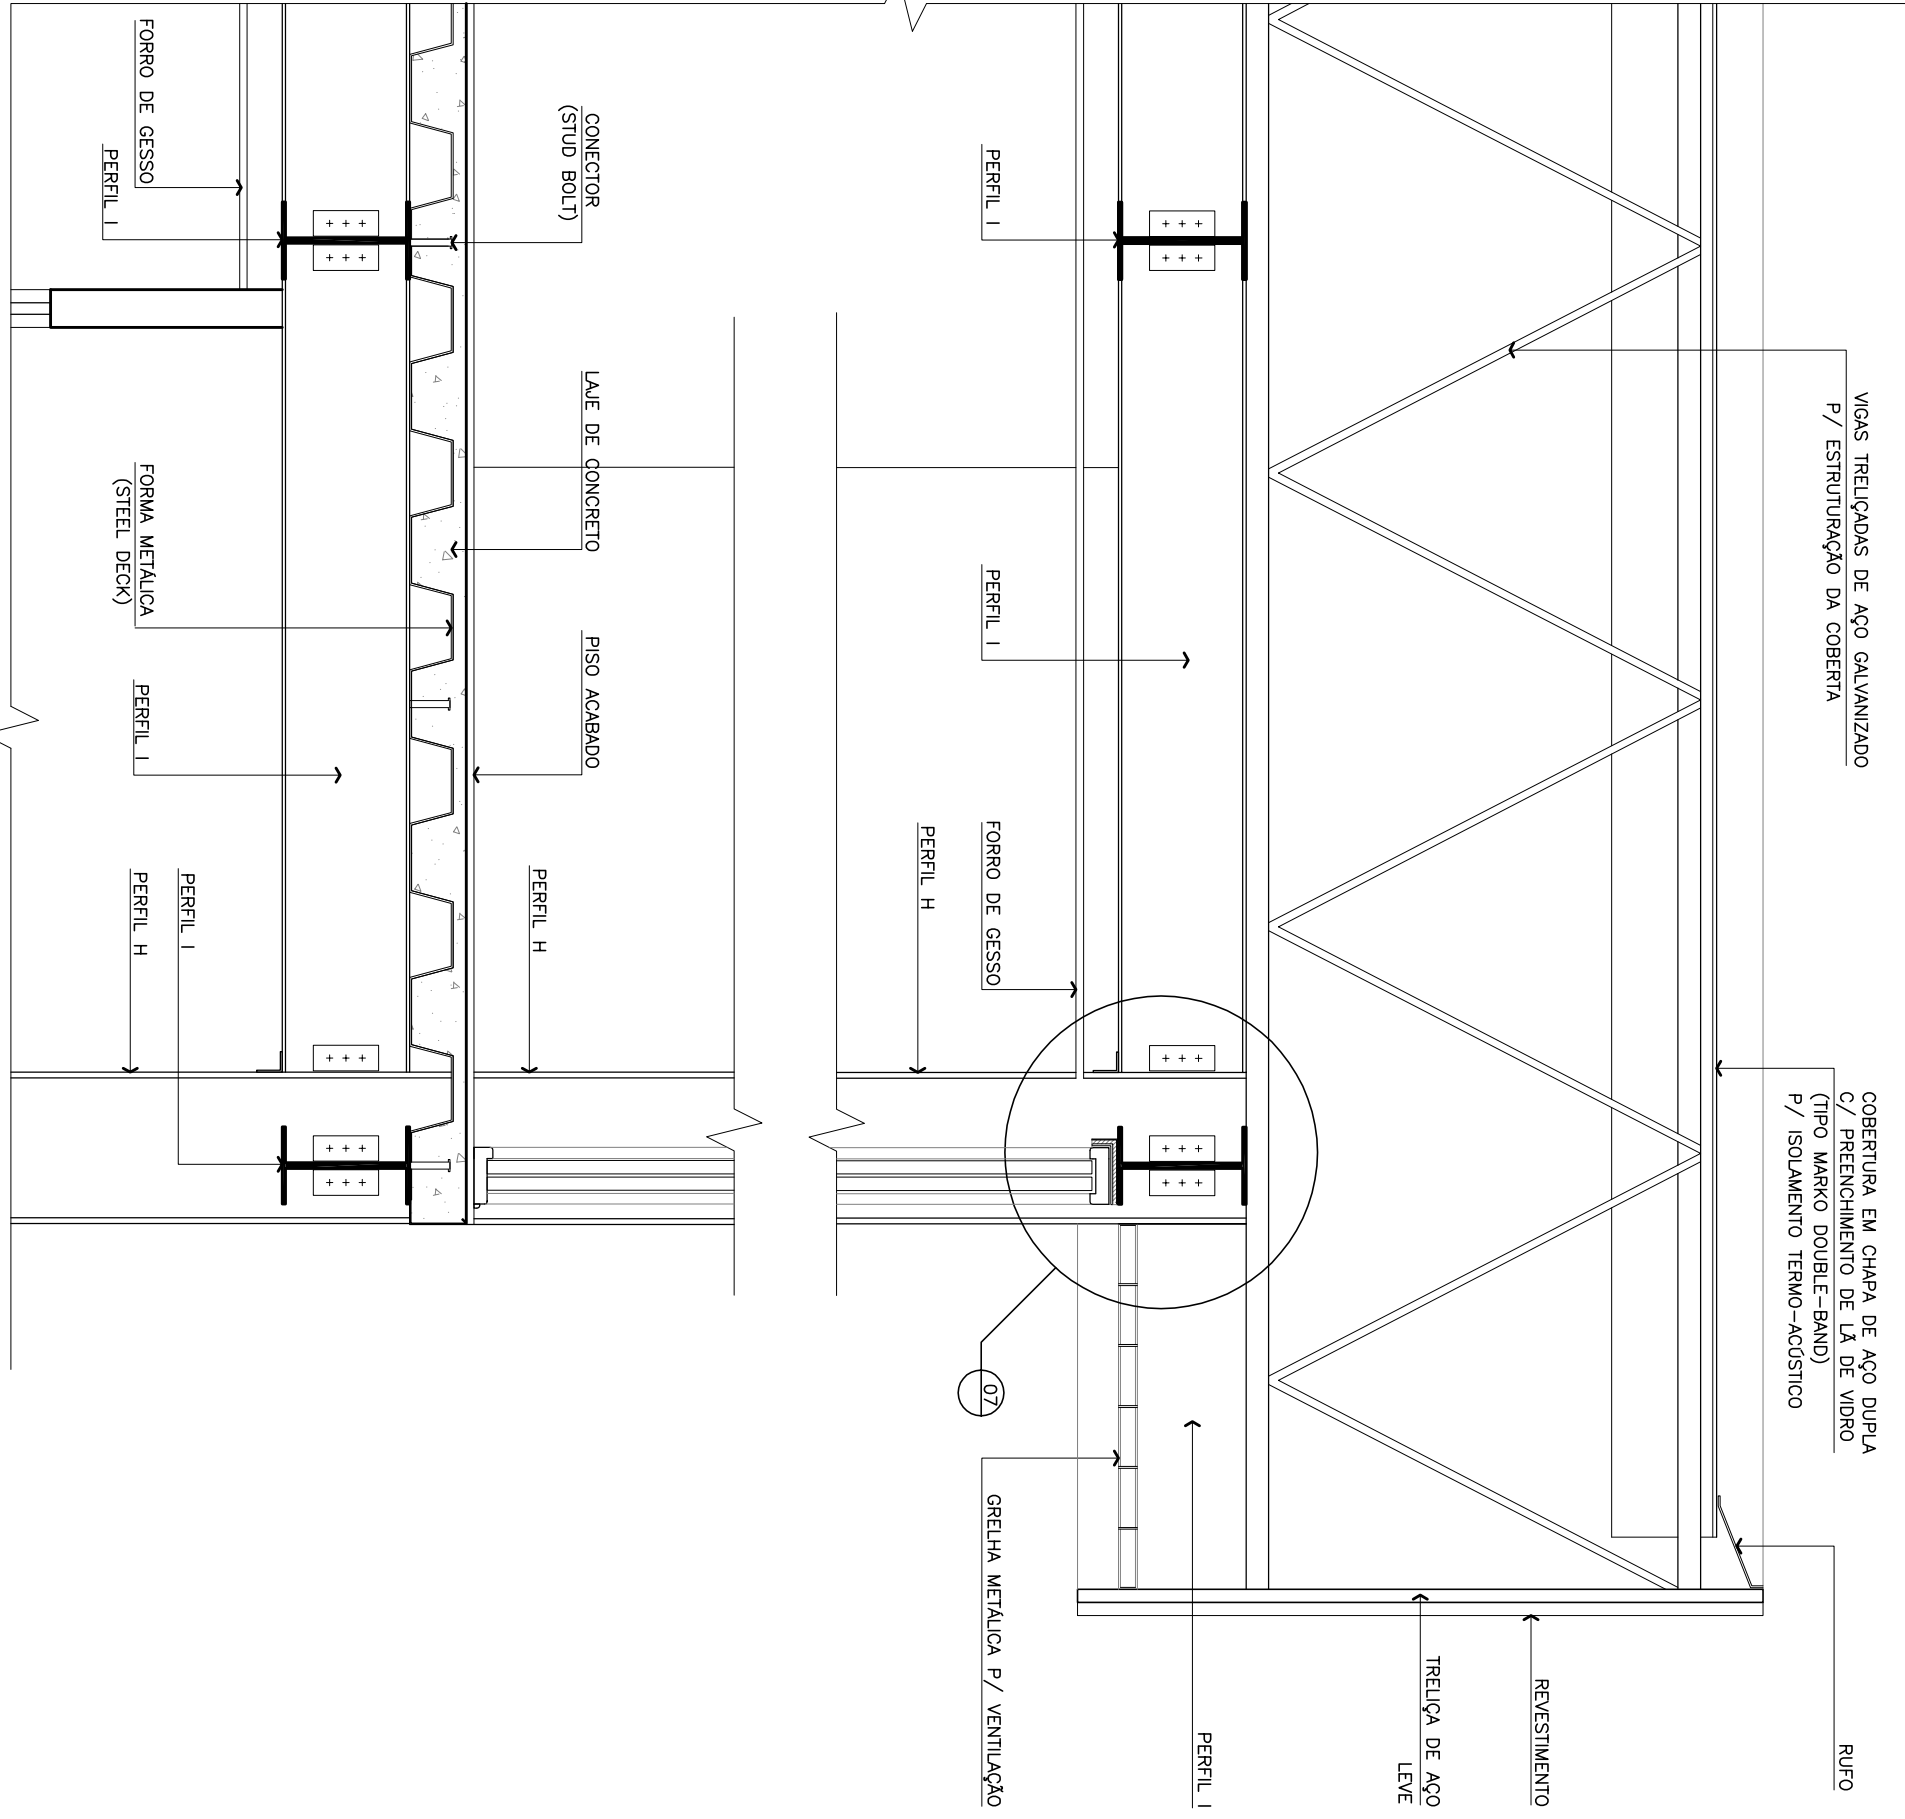 VIGAS TRELIÇADAS DE AÇO GALVANIZADO
P/ ESTRUTURAÇÃO DA COBERTA
COBERTURA EM CHAPA DE AÇO DUPLA
C/ PREENCHIMENTO DE LÃ DE VIDRO
(TIPO MARKO DOUBLE-BAND)
P/ ISOLAMENTO TERMO-ACÚSTICO
RUFO
REVESTIMENTO
TRELIÇA DE AÇO
LEVE
PERFIL I
PERFIL I
PERFIL I
FORRO DE GESSO
07
GRELHA METÁLICA P/ VENTILAÇÃO
PERFIL H
CONECTOR
(STUD BOLT)
LAJE DE CONCRETO
PISO ACABADO
PERFIL H
FORRO DE GESSO
PERFIL I
FORMA METÁLICA
(STEEL DECK)
PERFIL I
PERFIL I
PERFIL H